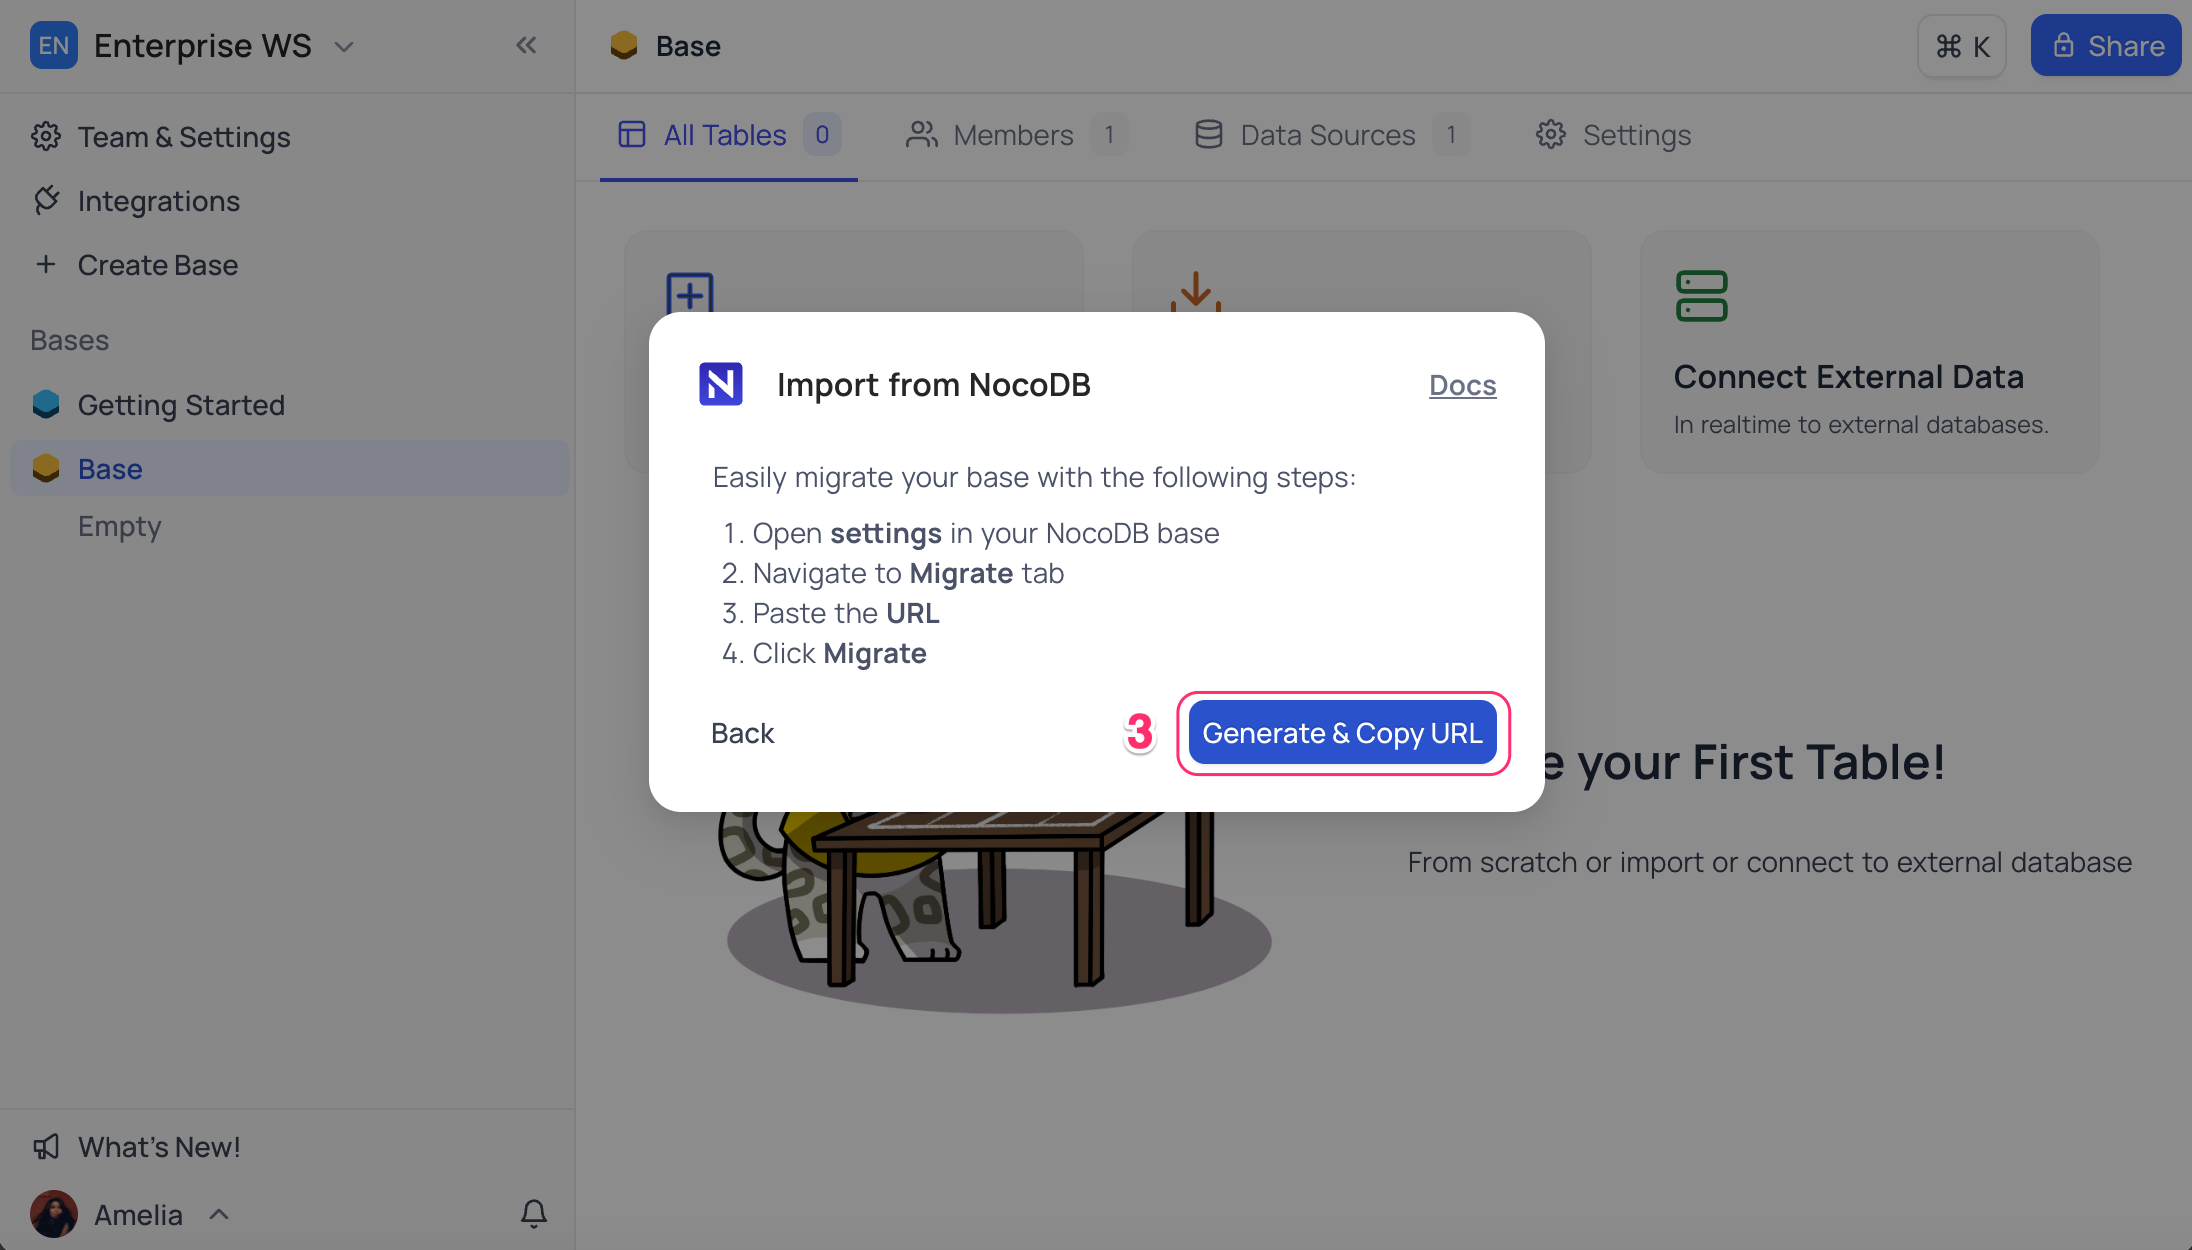 EN Enterprise WS
Base
⌘ K
Share
Team & Settings
Integrations
Create Base
Bases
Getting Started
Base
Empty
All Tables 0
Members 1
Data Sources 1
Settings
Connect External Data
In realtime to external databases.
Import from NocoDB
Docs
Easily migrate your base with the following steps:
1. Open settings in your NocoDB base
2. Navigate to Migrate tab
3. Paste the URL
4. Click Migrate
Back
3
Generate & Copy URL
your First Table!
From scratch or import or connect to external database
What's New!
Amelia